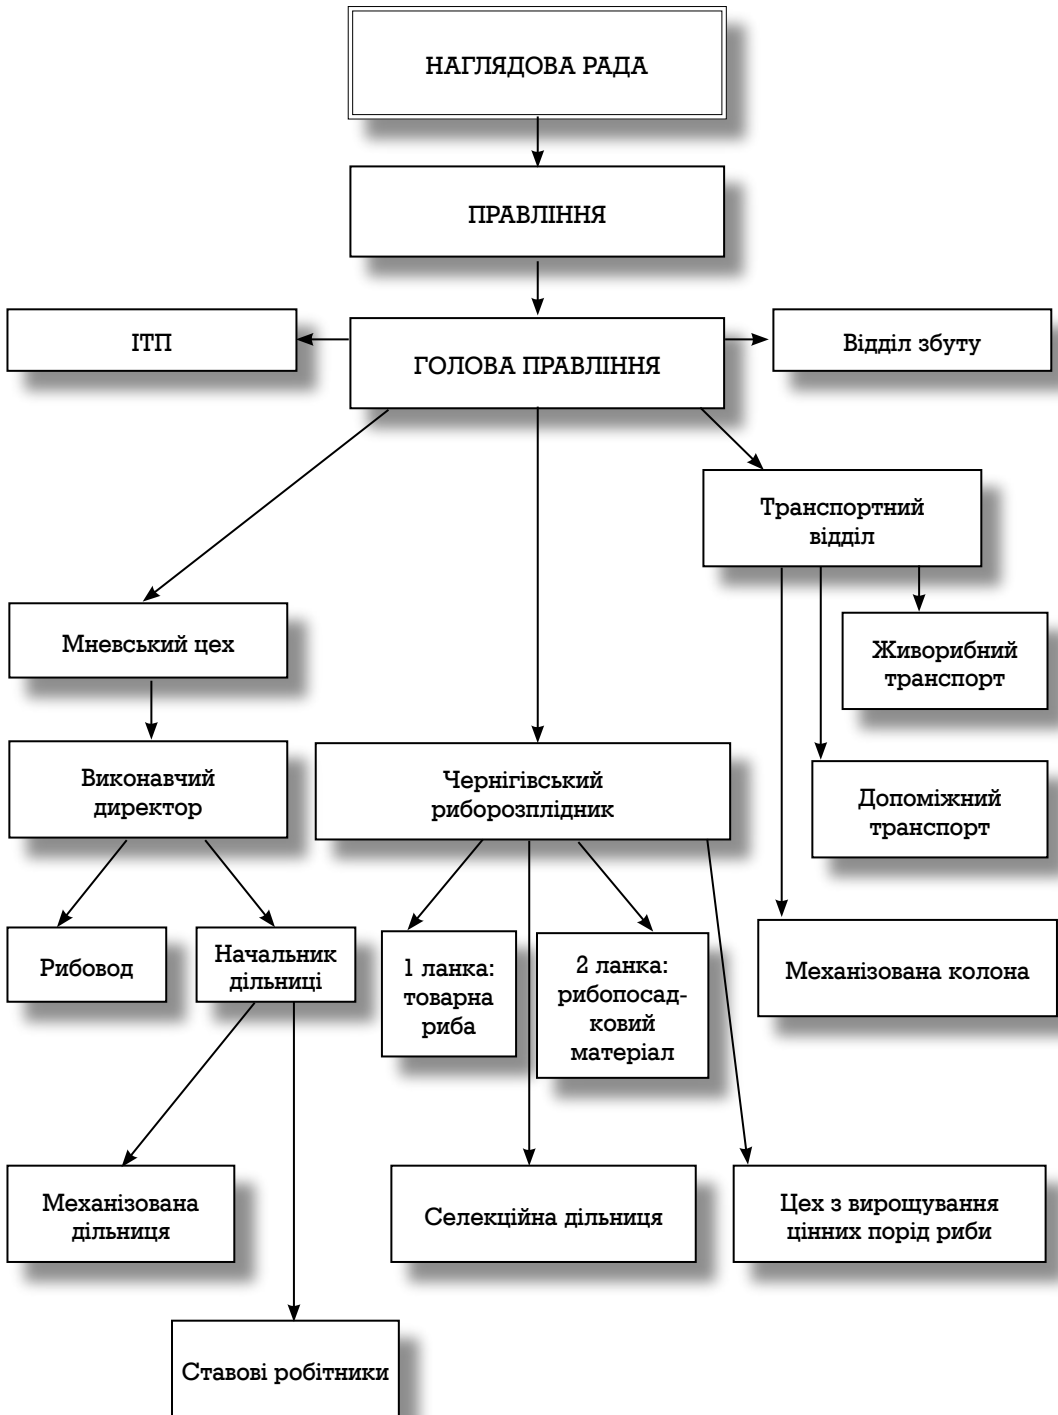 НАГЛЯДОВА РАДА
ПРАВЛІННЯ
ІТП
ГОЛОВА ПРАВЛІННЯ
Відділ збуту
Транспортний
відділ
Мневський цех
Живорибний
транспорт
Виконавчий
директор
Чернігівський
риборозплідник
Допоміжний
транспорт
Рибовод
Начальник
дільниці
1 ланка:
товарна
риба
2 ланка:
рибопосад-
ковий
матеріал
Механізована колона
Механізована
дільниця
Селекційна дільниця
Цех з вирощування
цінних порід риби
Ставові робітники